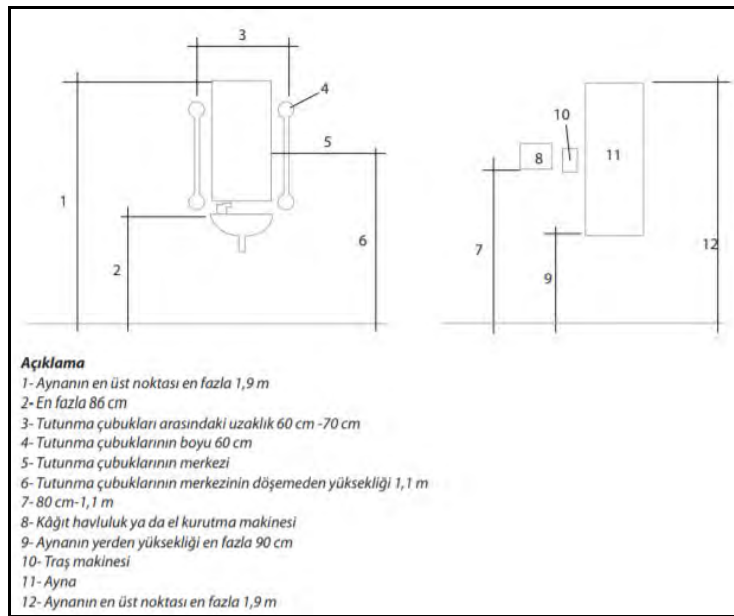 3
4
5
1
2
6
10
8
11
7
9
12
Açıklama
1- Aynanın en üst noktası en fazla 1,9 m
2- En fazla 86 cm
3- Tutunma çubukları arasındaki uzaklık 60 cm -70 cm
4- Tutunma çubuklarının boyu 60 cm
5- Tutunma çubuklarının merkezi
6- Tutunma çubuklarının merkezinin döşemeden yüksekliği 1,1 m
7- 80 cm-1,1 m
8- Kâğıt havluluk ya da el kurutma makinesi
9- Aynanın yerden yüksekliği en fazla 90 cm
10- Traş makinesi
11- Ayna
12- Aynanın en üst noktası en fazla 1,9 m